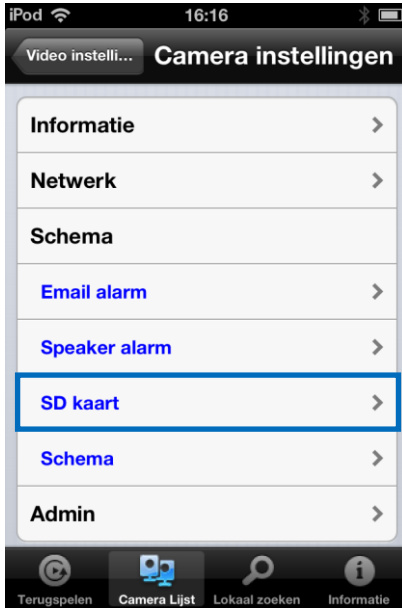 iPod 16:16
Video instelli... Camera instellingen
Informatie
Netwerk
Schema
Email alarm
Speaker alarm
SD kaart
Schema
Admin
Terugspelen Camera Lijst Lokaal zoeken Informatie